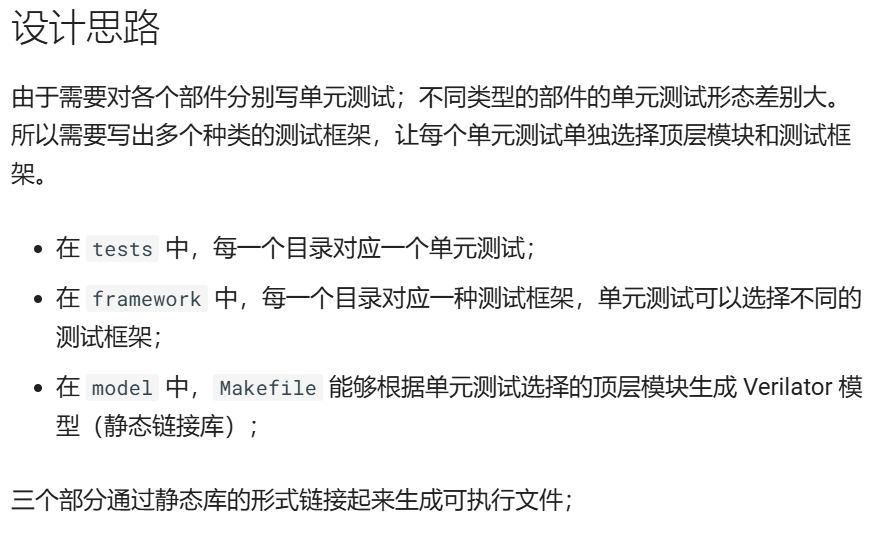 设计思路
由于需要对各个部件分别写单元测试；不同类型的部件的单元测试形态差别大。
所以需要写出多个种类的测试框架，让每个单元测试单独选择顶层模块和测试框
架。
在 tests 中，每一个目录对应一个单元测试；
在 framework 中，每一个目录对应一种测试框架，单元测试可以选择不同的
测试框架；
在 model 中， Makefile 能够根据单元测试选择的顶层模块生成 Verilator 模
型（静态链接库）；
三个部分通过静态库的形式链接起来生成可执行文件；